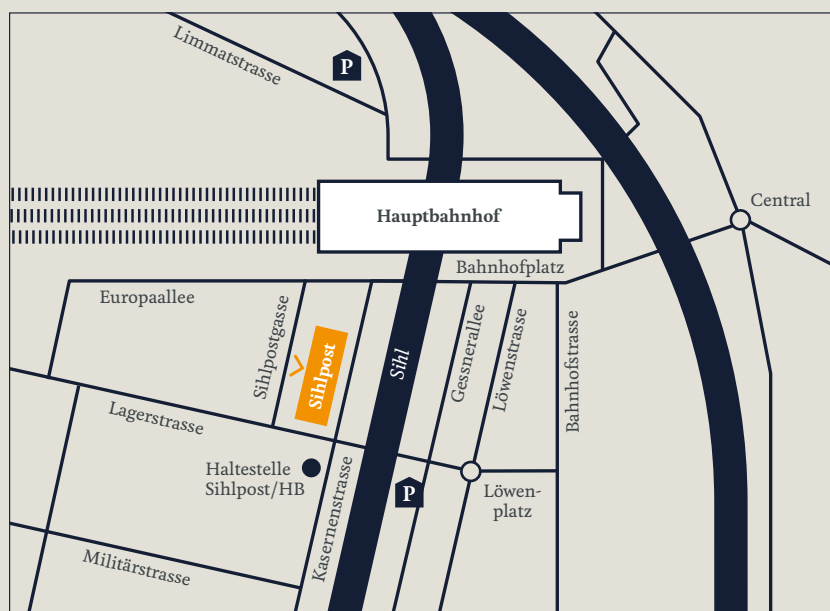 Limmatstrasse
P
Central
Hauptbahnhof
Bahnhofplatz
Europaallee
Sihlpostgasse
Sihlpost
Sihl
Gessnerallee
Löwenstrasse
Bahnhofstrasse
Lagerstrasse
Haltestelle
Sihlpost/HB
Kasernenstrasse
P
Löwen-
platz
Militärstrasse